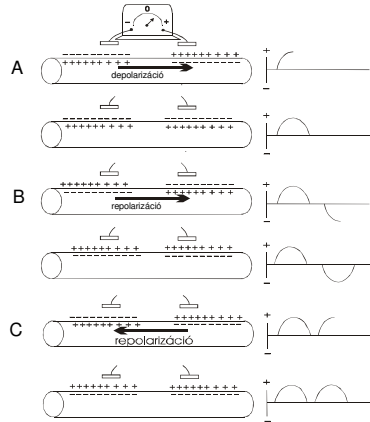 0
− +
A
− − − − − − − − − + + + + + + + + +
+ + + + + + + + + − − − − − − − − −
depolarizáció
+
−
− − − − − − − − − − − − − − − − − −
+ + + + + + + + + + + + + + + + + +
+
−
B
+ + + + + + + + + − − − − − − − − −
− − − − − − − − − + + + + + + + + +
repolarizáció
+
−
+ + + + + + + + + + + + + + + + + +
− − − − − − − − − − − − − − − − − −
+
−
C
− − − − − − − − − + + + + + + + + +
+ + + + + + + + + − − − − − − − − −
repolarizáció
+
−
+ + + + + + + + + + + + + + + + + +
− − − − − − − − − − − − − − − − − −
+
−